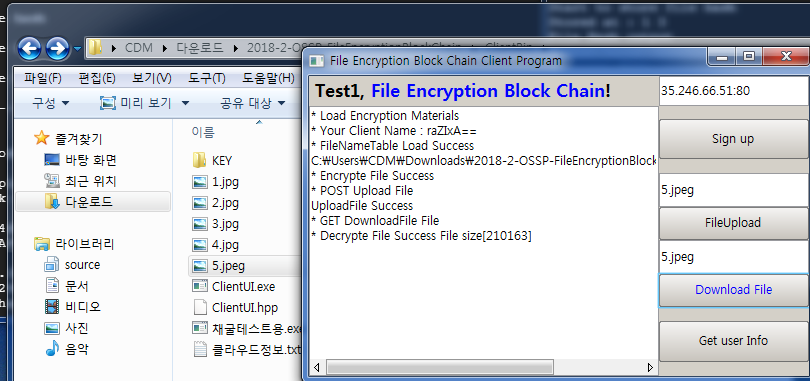 CDM ▸ 다운로드 ▸ 2018-2-OSSP-FileEncryptionBlockChain ▸ ClientBin ▸
파일(F) 편집(E) 보기(V) 도구(T) 도움말(H)
구성 ▼ 미리 보기 ▼ 공유 대상 ▼
즐겨찾기
바탕 화면
최근 위치
다운로드
라이브러리
source
문서
비디오
사진
음악
이름
KEY
1.jpg
2.jpg
3.jpg
4.jpg
5.jpeg
ClientUI.exe
ClientUI.hpp
채굴테스트용.exe
클라우드정보.txt
File Encryption Block Chain Client Program
Test1, File Encryption Block Chain!
* Load Encryption Materials
* Your Client Name : raZIxA==
* FileNameTable Load Success
C:₩Users₩CDM₩Downloads₩2018-2-OSSP-FileEncryptionBlock
* Encrypte File Success
* POST Upload File
UploadFile Success
* GET DownloadFile File
* Decrypte File Success File size[210163]
35.246.66.51:80
Sign up
5.jpeg
FileUpload
5.jpeg
Download File
Get user Info